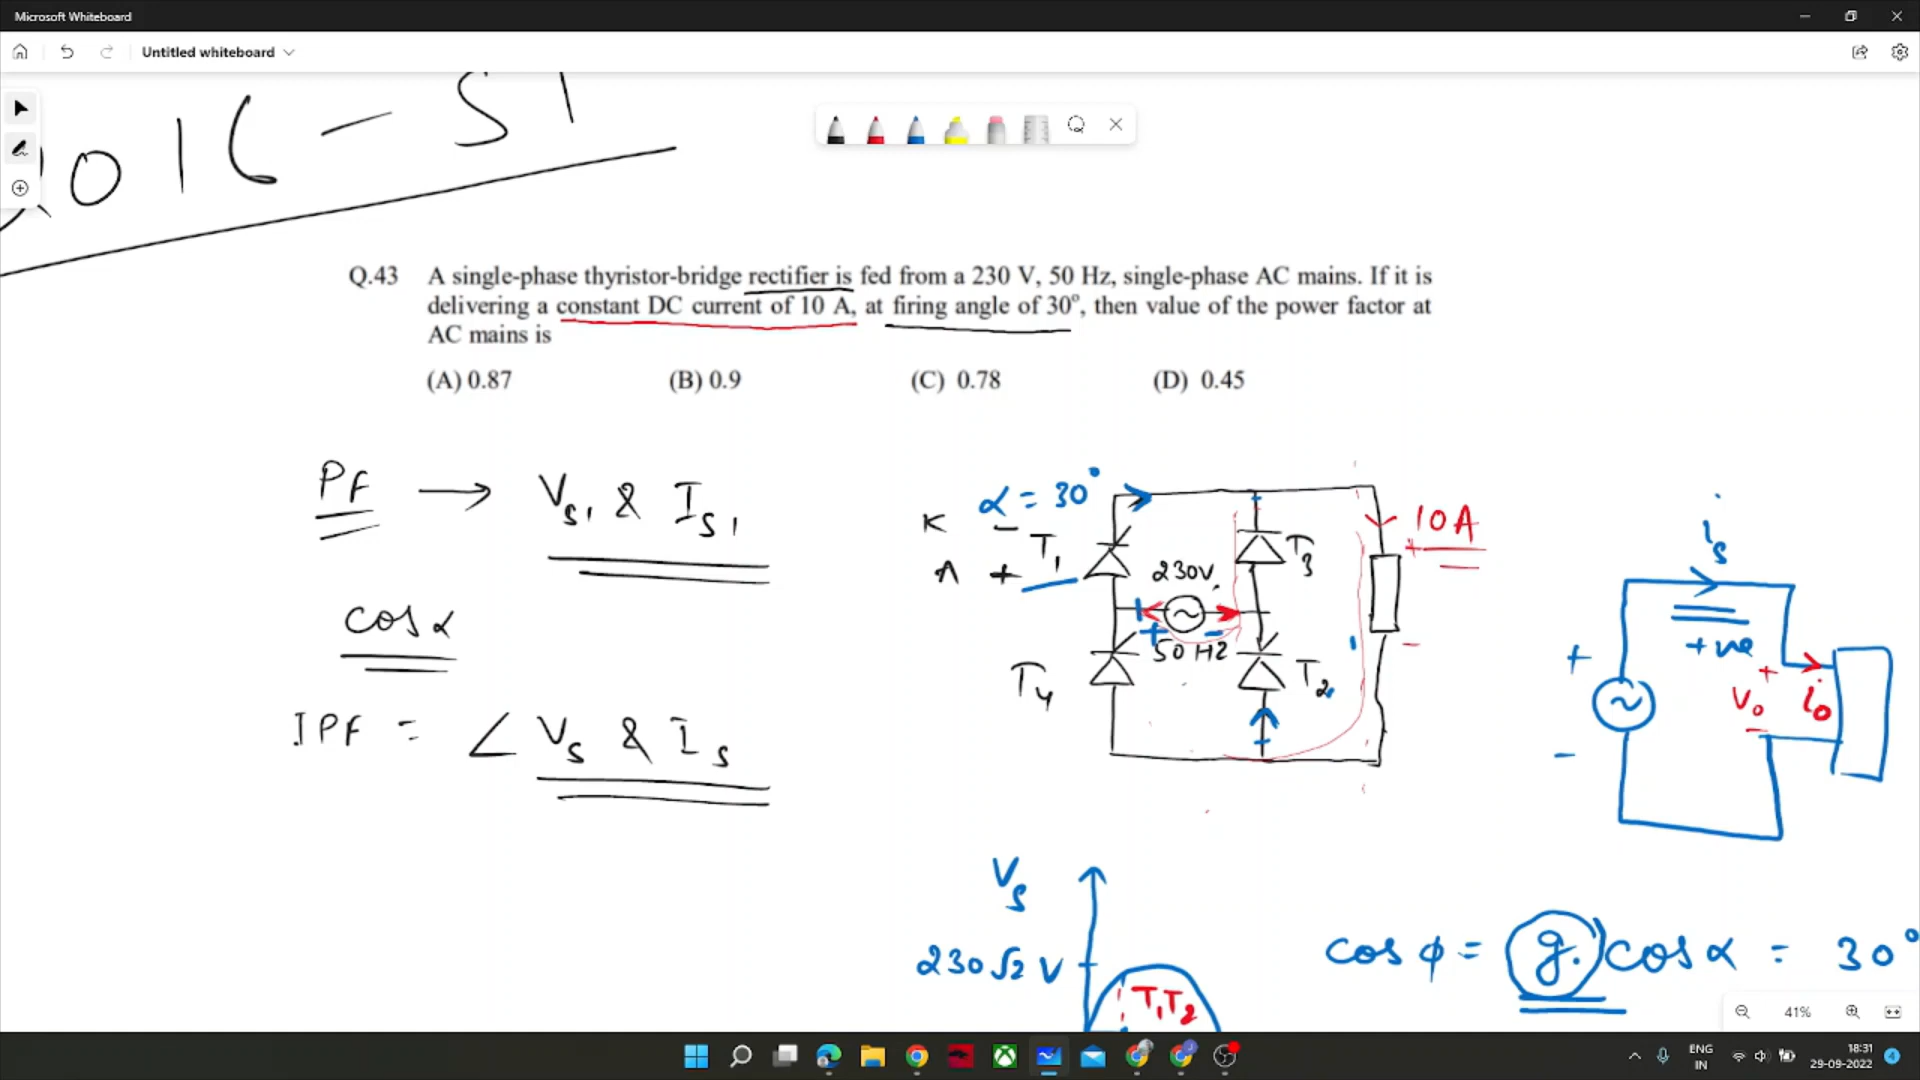 Microsoft Whiteboard
Untitled whiteboard
2016 - S1
Q.43 A single-phase thyristor-bridge rectifier is fed from a 230 V, 50 Hz, single-phase AC mains. If it is
delivering a constant DC current of 10 A, at firing angle of 30°, then value of the power factor at
AC mains is
(A) 0.87 (B) 0.9 (C) 0.78 (D) 0.45
PF → Vs1 & Is1
cos α
IPF = ∠ Vs & Is
α = 30°
K - T1
A +
T3
230V
50 HZ
+ -
T4
T2
10A
+
-
is
+ve
+
-
+
V0
-
i0
Vs
230√2 V
T1T2
cos φ = g. cos α = 30°
41%
ENG
IN
18:31
29-09-2022
4